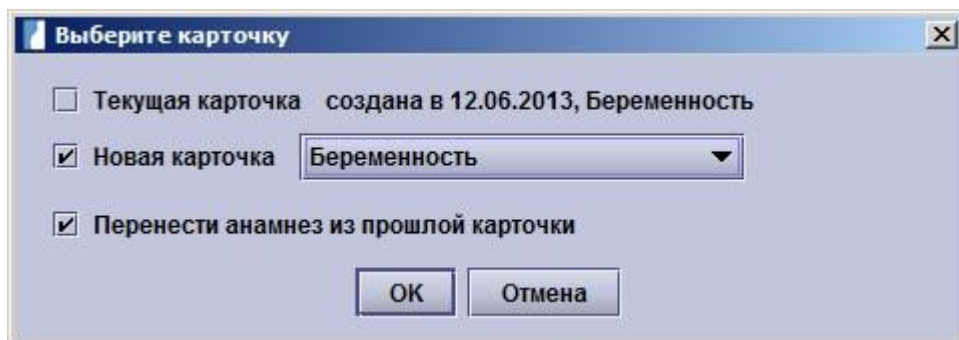 Выберите карточку
Текущая карточка создана в 12.06.2013, Беременность
Новая карточка Беременность
Перенести анамнез из прошлой карточки
OK Отмена